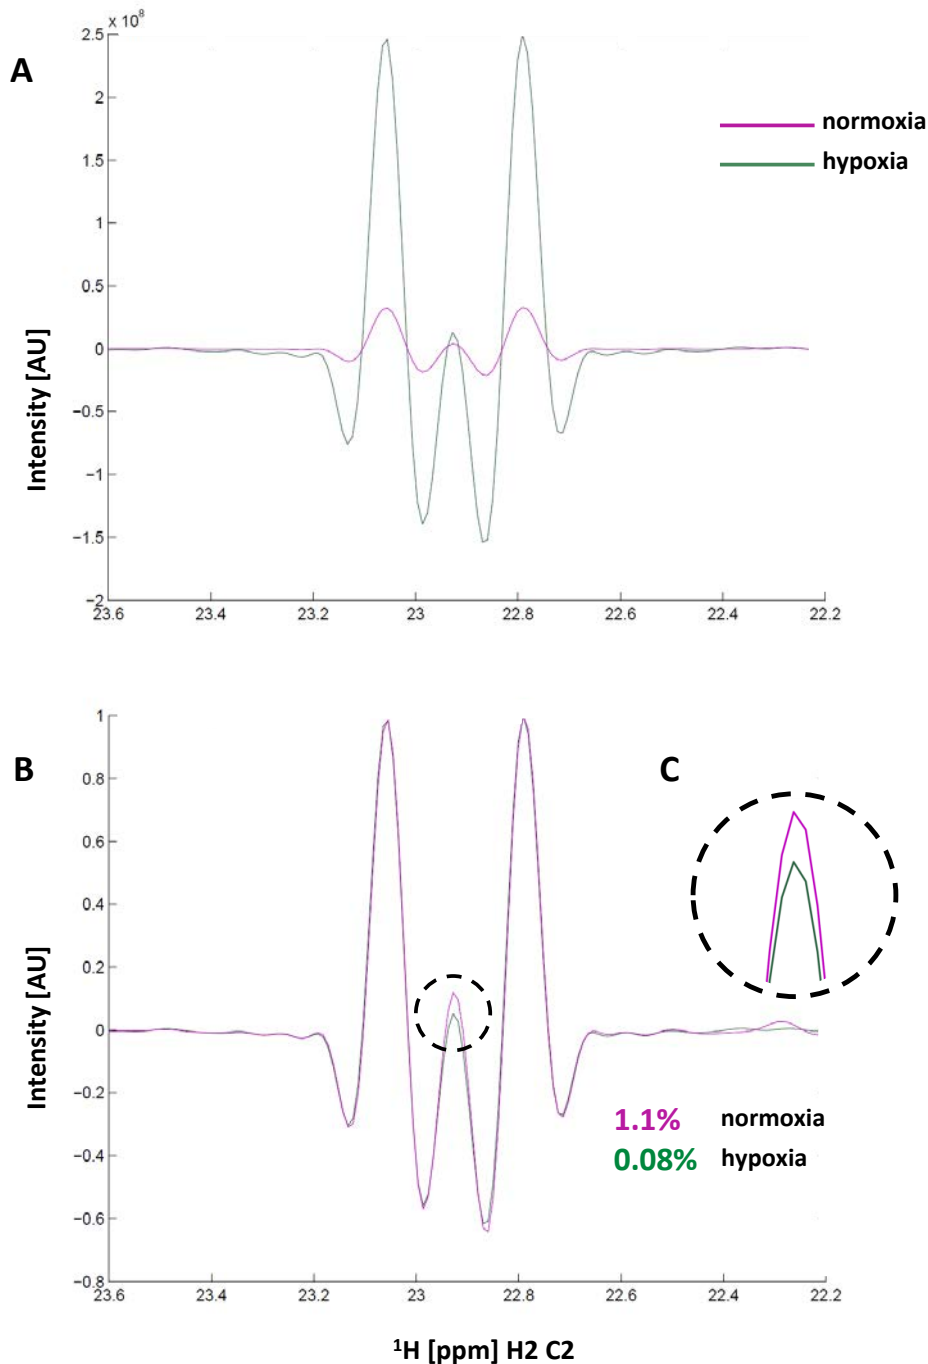 x 10⁸
A
2.5
2
1.5
1
0.5
0
−0.5
−1
−1.5
−2
Intensity [AU]
normoxia
hypoxia
23.6 23.4 23.2 23 22.8 22.6 22.4 22.2
B
1
0.8
0.6
0.4
0.2
0
−0.2
−0.4
−0.6
−0.8
Intensity [AU]
C
1.1% normoxia
0.08% hypoxia
23.6 23.4 23.2 23 22.8 22.6 22.4 22.2
¹H [ppm] H2 C2